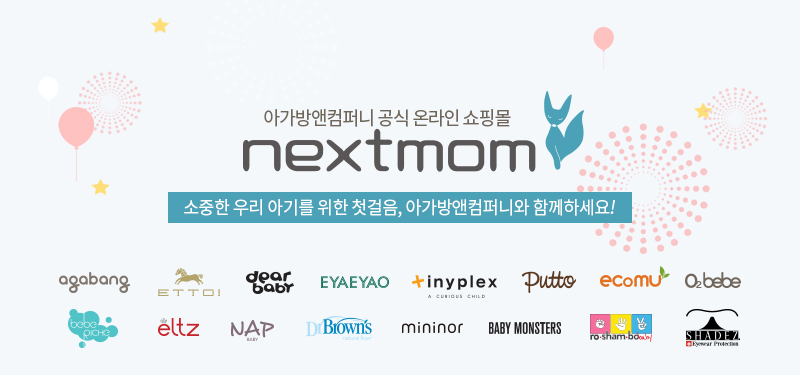 아가방앤컴퍼니 공식 온라인 쇼핑몰
nextmom
소중한 우리 아기를 위한 첫걸음, 아가방앤컴퍼니와 함께하세요!
agabang
ETTOI
dear baby
EYAEYAO
tinyplex
A CURIOUS CHILD
Putto
ecomu
O2bebe
bebe piche
eltz
NAP
BABY
Dr Brown's
natural flow
mininor
BABY MONSTERS
ro·sham·bo baby
SHADEZ
Eyewear Protection